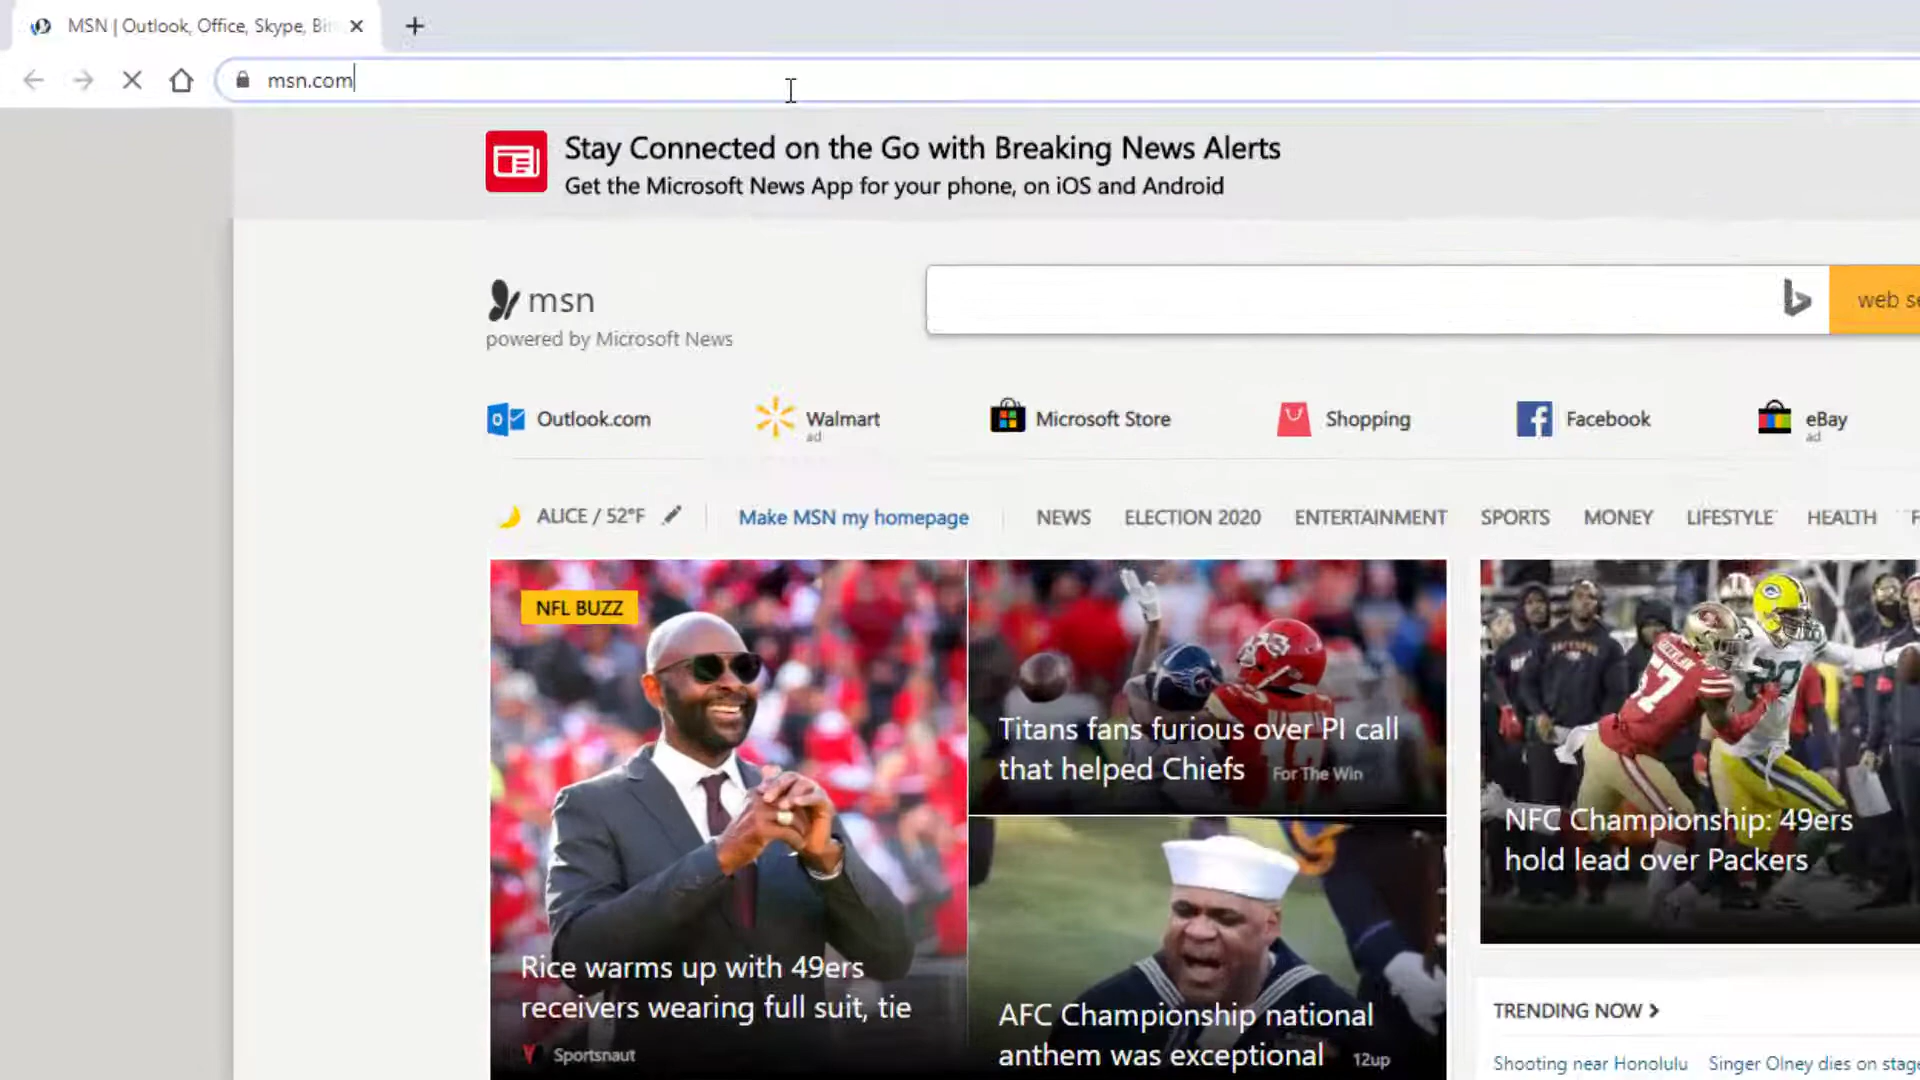 MSN | Outlook, Office, Skype,
msn.com
Stay Connected on the Go with Breaking News Alerts
Get the Microsoft News App for your phone, on iOS and Android
msn
powered by Microsoft News
web
Outlook.com
Walmart
ad
Microsoft Store
Shopping
Facebook
eBay
ad
ALICE / 52°F
Make MSN my homepage
NEWS
ELECTION 2020
ENTERTAINMENT
SPORTS
MONEY
LIFESTYLE
HEALTH
NFL BUZZ
Rice warms up with 49ers
receivers wearing full suit, tie
Sportsnaut
Titans fans furious over PI call
that helped Chiefs For The Win
AFC Championship national
anthem was exceptional 12up
57
NFC Championship: 49ers
hold lead over Packers
TRENDING NOW >
Shooting near Honolulu
Singer Olney dies on stage